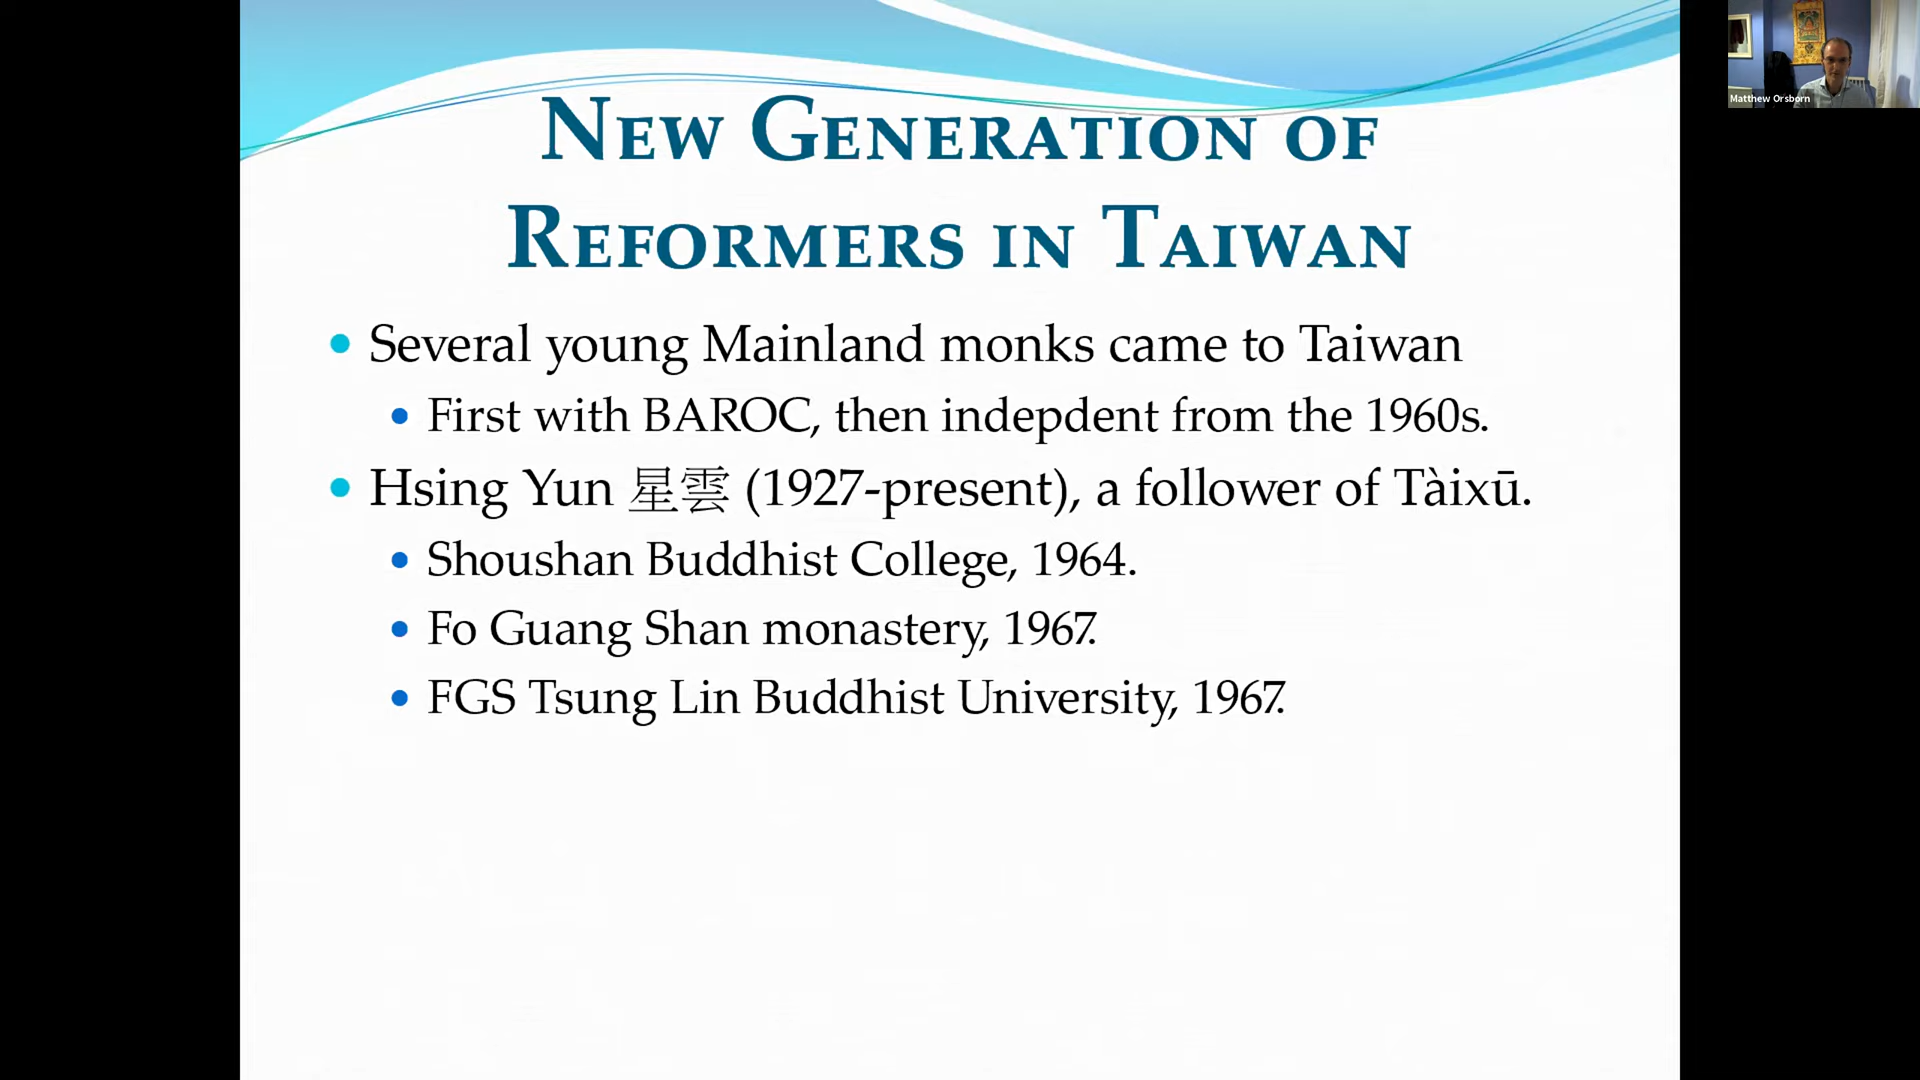 New Generation of
Reformers in Taiwan
Several young Mainland monks came to Taiwan
First with BAROC, then indepdent from the 1960s.
Hsing Yun 星雲 (1927-present), a follower of Tàixū.
Shoushan Buddhist College, 1964.
Fo Guang Shan monastery, 1967.
FGS Tsung Lin Buddhist University, 1967.
Matthew Orsborn